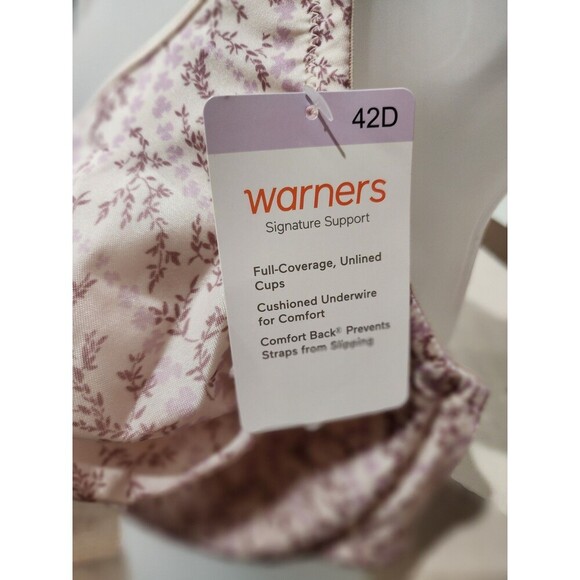 42D
warners
Signature Support
Full-Coverage, Unlined
Cups
Cushioned Underwire
for Comfort
Comfort Back® Prevents
Straps from Slipping